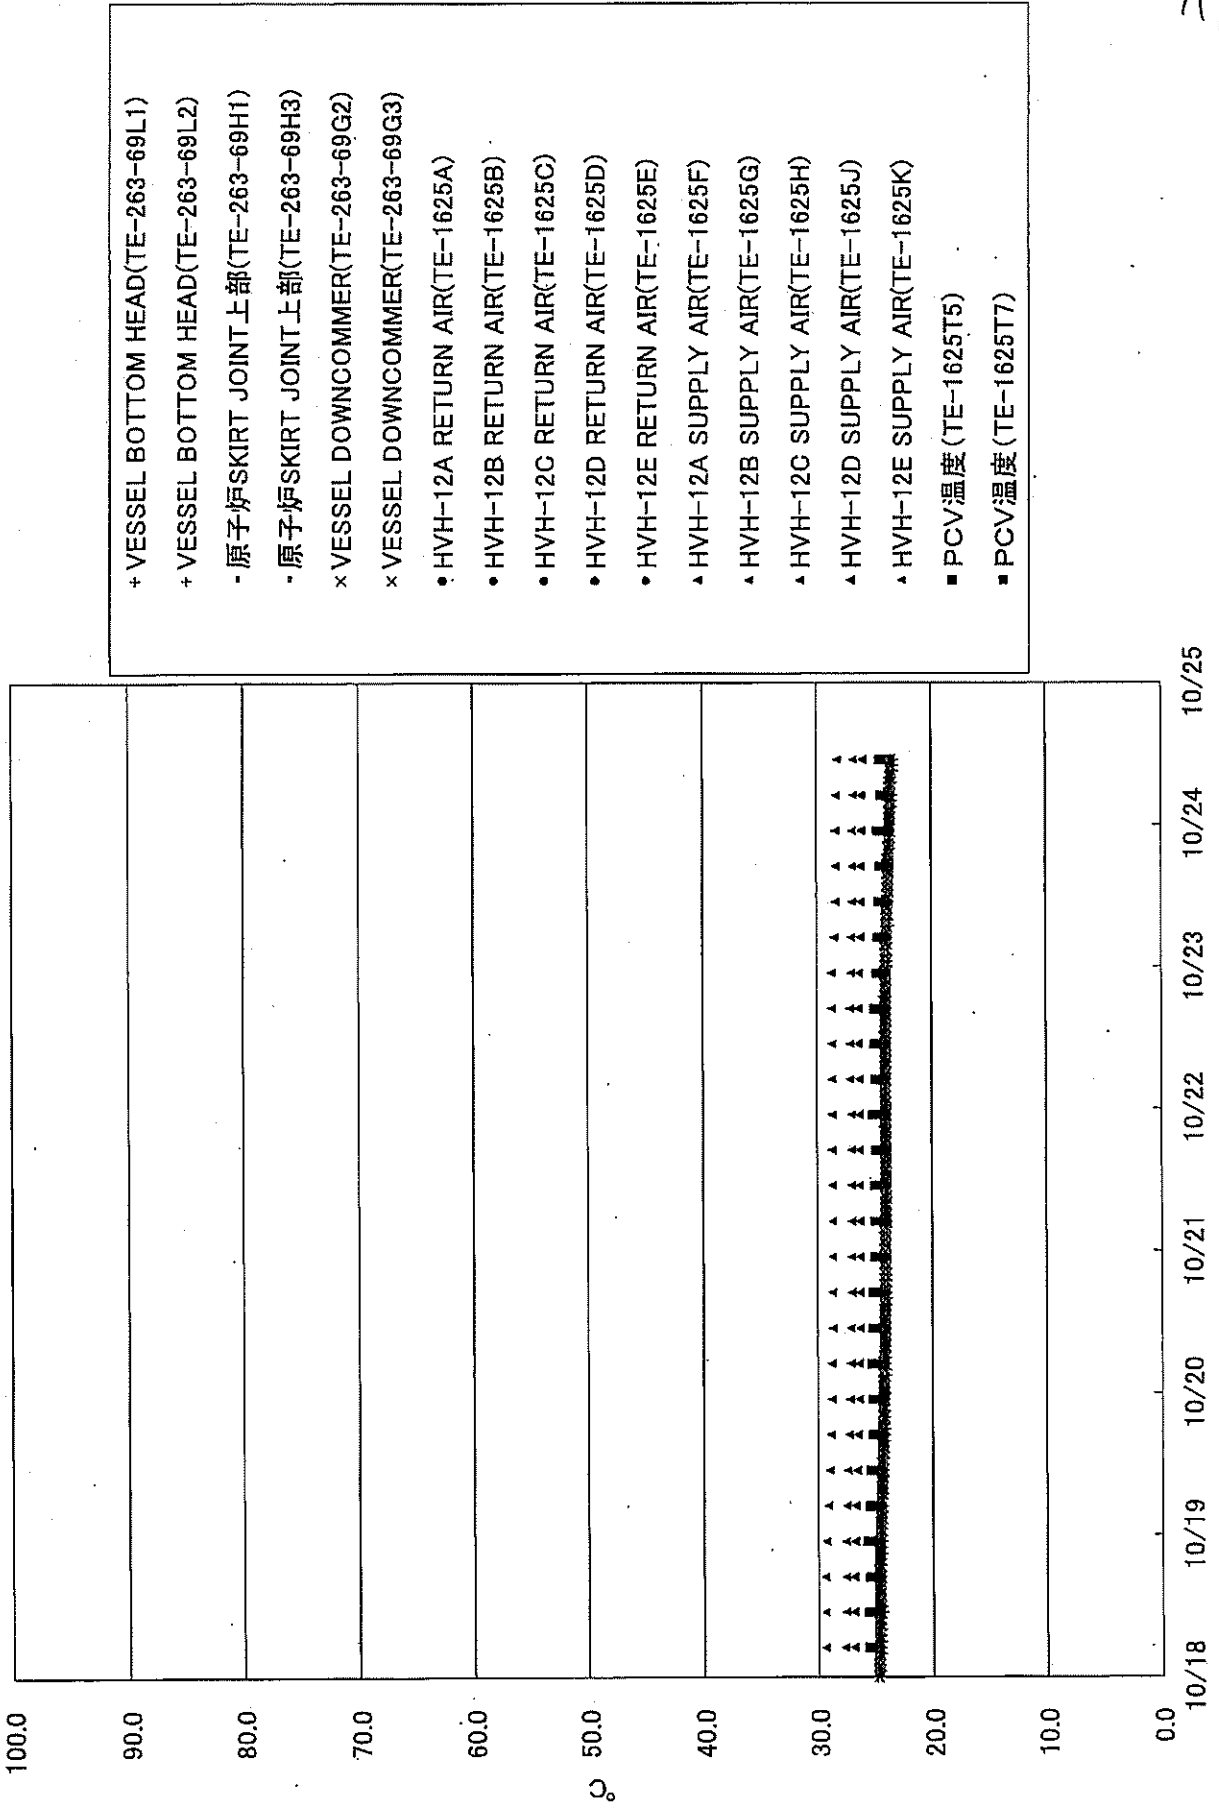 100.0
90.0
80.0
70.0
60.0
50.0
40.0
30.0
20.0
10.0
0.0
℃
10/18
10/19
10/20
10/21
10/22
10/23
10/24
10/25
+ VESSEL BOTTOM HEAD(TE-263-69L1)
+ VESSEL BOTTOM HEAD(TE-263-69L2)
- 原子炉SKIRT JOINT上部(TE-263-69H1)
- 原子炉SKIRT JOINT上部(TE-263-69H3)
× VESSEL DOWNCOMMER(TE-263-69G2)
× VESSEL DOWNCOMMER(TE-263-69G3)
● HVH-12A RETURN AIR(TE-1625A)
● HVH-12B RETURN AIR(TE-1625B)
● HVH-12C RETURN AIR(TE-1625C)
● HVH-12D RETURN AIR(TE-1625D)
● HVH-12E RETURN AIR(TE-1625E)
▲ HVH-12A SUPPLY AIR(TE-1625F)
▲ HVH-12B SUPPLY AIR(TE-1625G)
▲ HVH-12C SUPPLY AIR(TE-1625H)
▲ HVH-12D SUPPLY AIR(TE-1625J)
▲ HVH-12E SUPPLY AIR(TE-1625K)
■ PCV温度(TE-1625T5)
■ PCV温度(TE-1625T7)